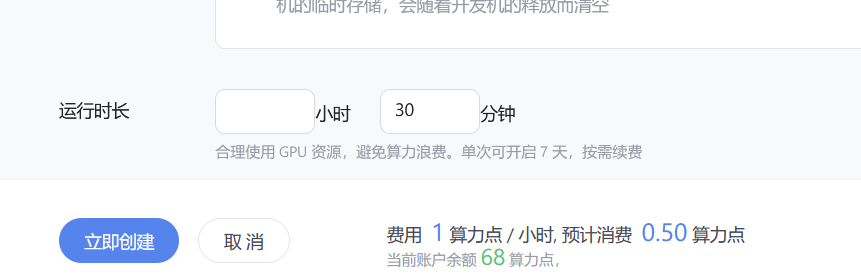 机的临时存储，会随着开发机的释放而清空
运行时长 小时 30 分钟
合理使用 GPU 资源，避免算力浪费。单次可开启 7 天，按需续费
立即创建 取 消 费用 1 算力点 / 小时, 预计消费 0.50 算力点
当前账户余额 68 算力点,